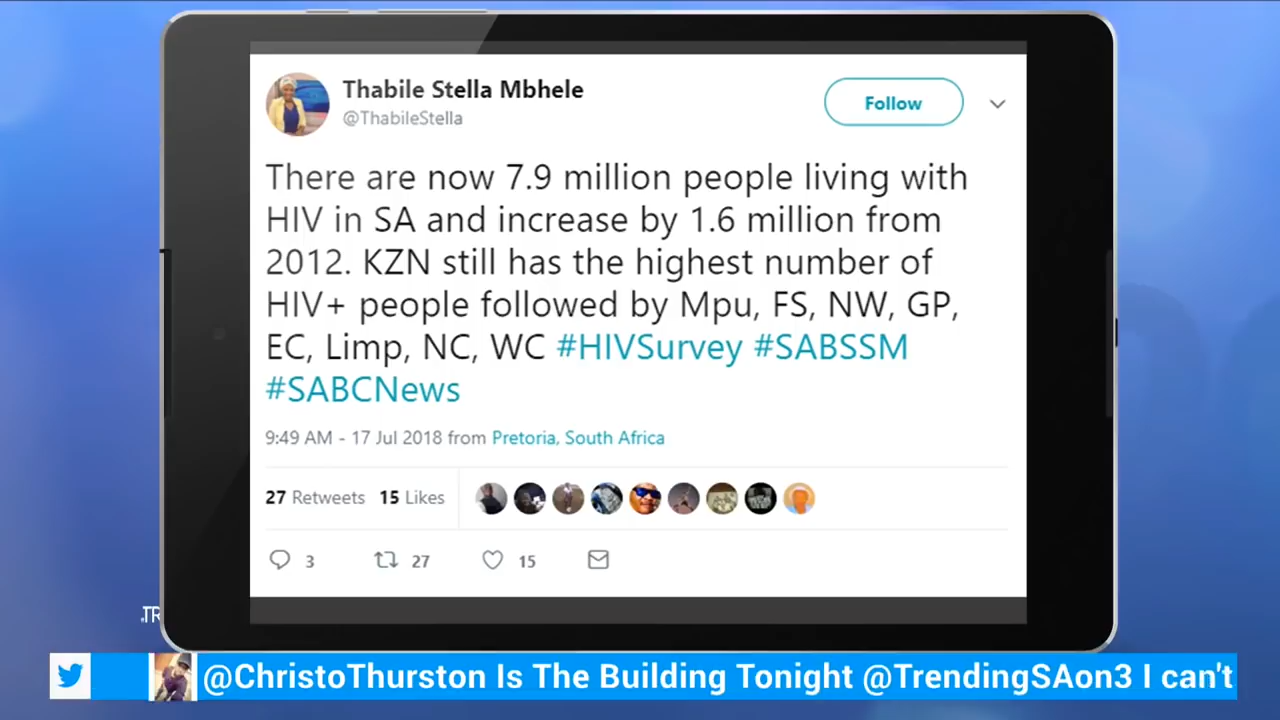 Thabile Stella Mbhele
@ThabileStella
Follow
There are now 7.9 million people living with
HIV in SA and increase by 1.6 million from
2012. KZN still has the highest number of
HIV+ people followed by Mpu, FS, NW, GP,
EC, Limp, NC, WC #HIVSurvey #SABSSM
#SABCNews
9:49 AM - 17 Jul 2018 from Pretoria, South Africa
27 Retweets 15 Likes
3 27 15
@ChristoThurston Is The Building Tonight @TrendingSAon3 I can't